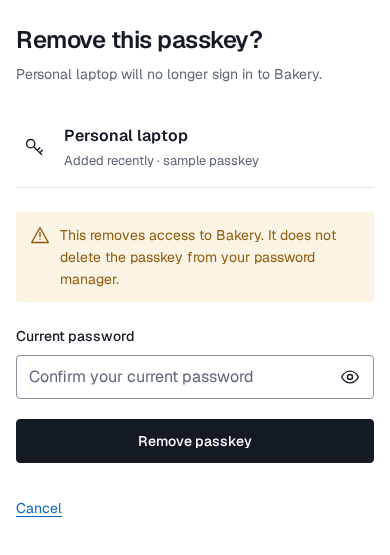 Remove this passkey?
Personal laptop will no longer sign in to Bakery.
Personal laptop
Added recently · sample passkey
This removes access to Bakery. It does not
delete the passkey from your password
manager.
Current password
Confirm your current password
Remove passkey
Cancel